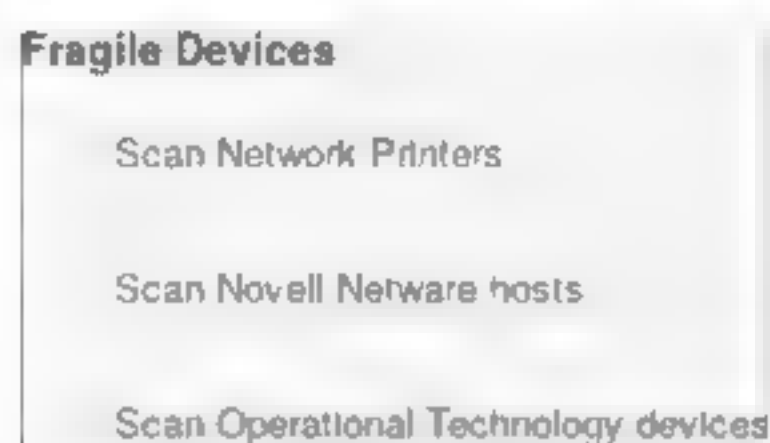 Fragile Devices
Scan Network Printers
Scan Novell Netware hosts
Scan Operational Technology devices